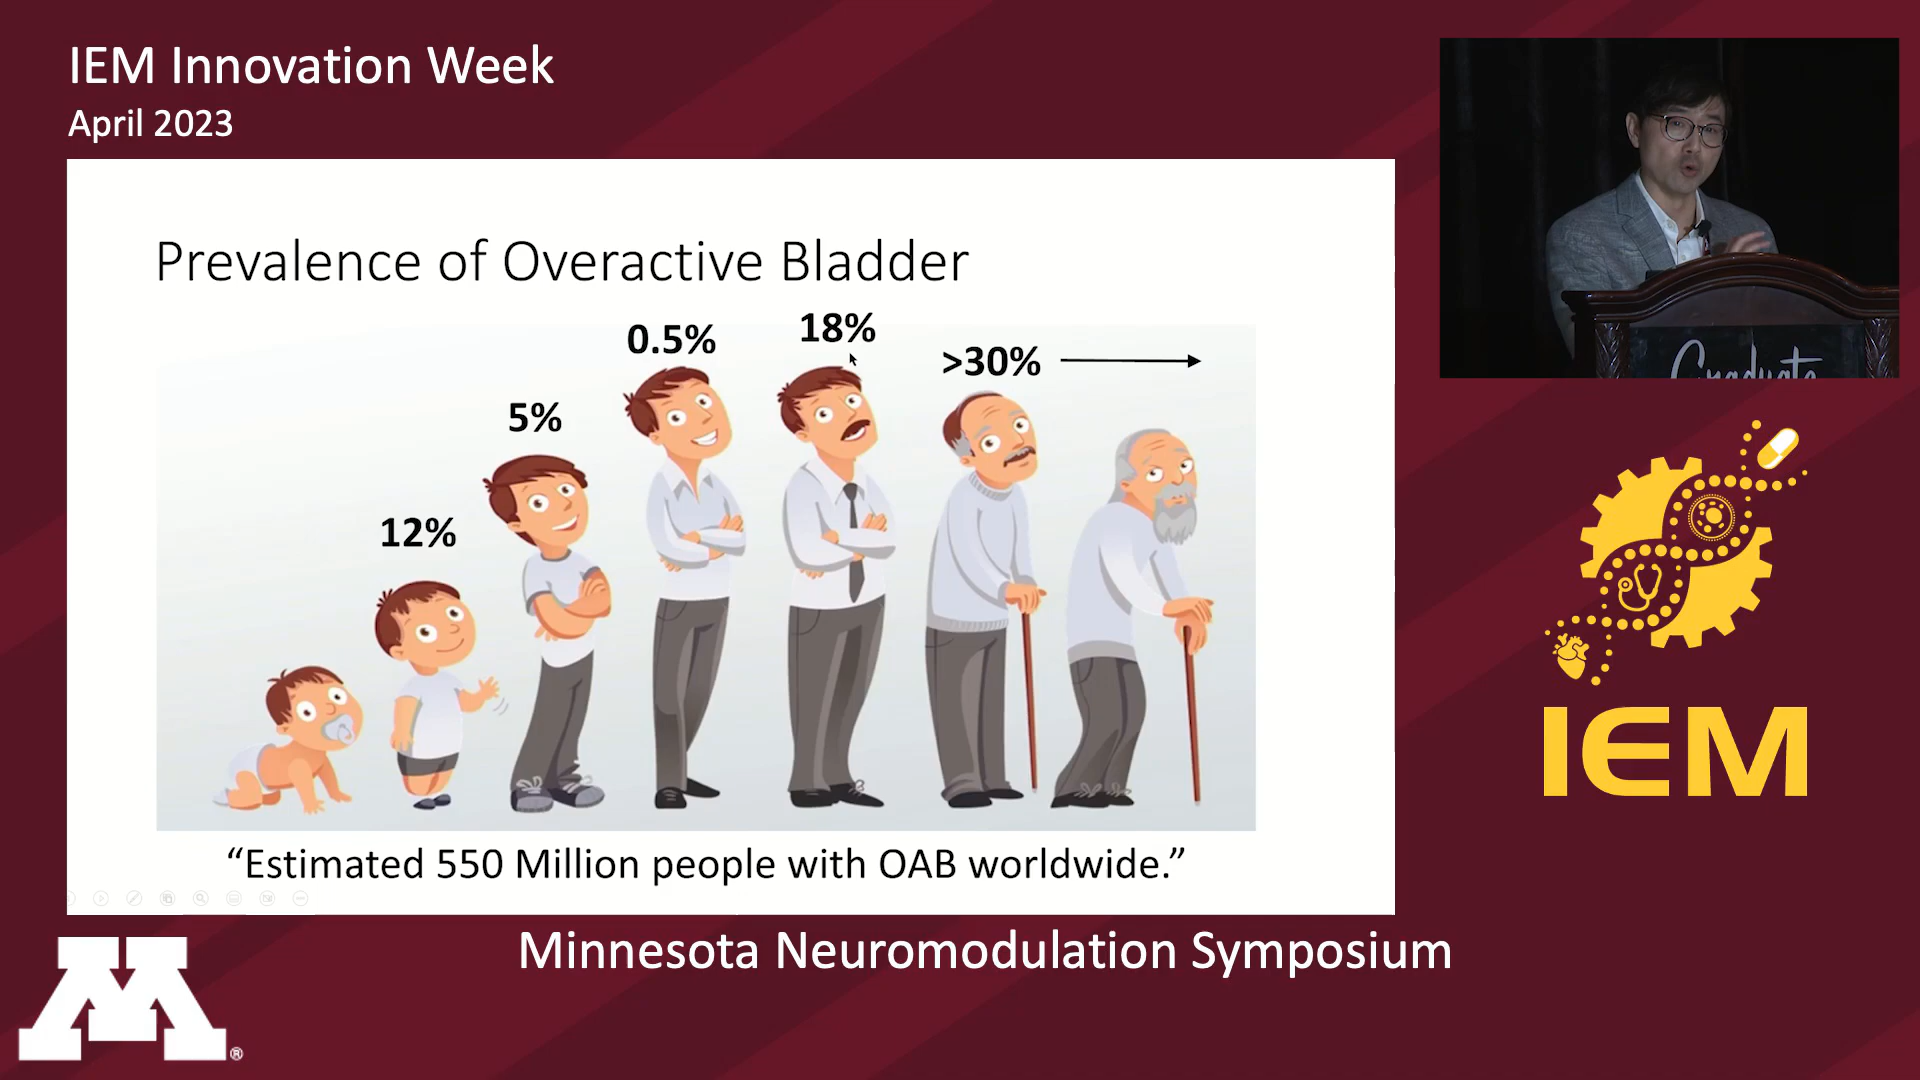 IEM Innovation Week
April 2023
Prevalence of Overactive Bladder
0.5%
18%
>30%
5%
12%
“Estimated 550 Million people with OAB worldwide.”
Graduate
IEM
Minnesota Neuromodulation Symposium
M®